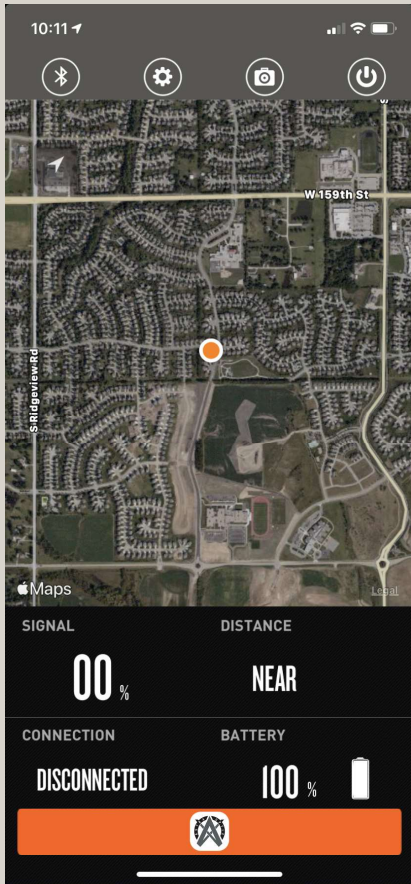 10:11
W 159th St
S Ridgeview Rd
Maps
Legal
SIGNAL
DISTANCE
00 %
NEAR
CONNECTION
BATTERY
DISCONNECTED
100 %